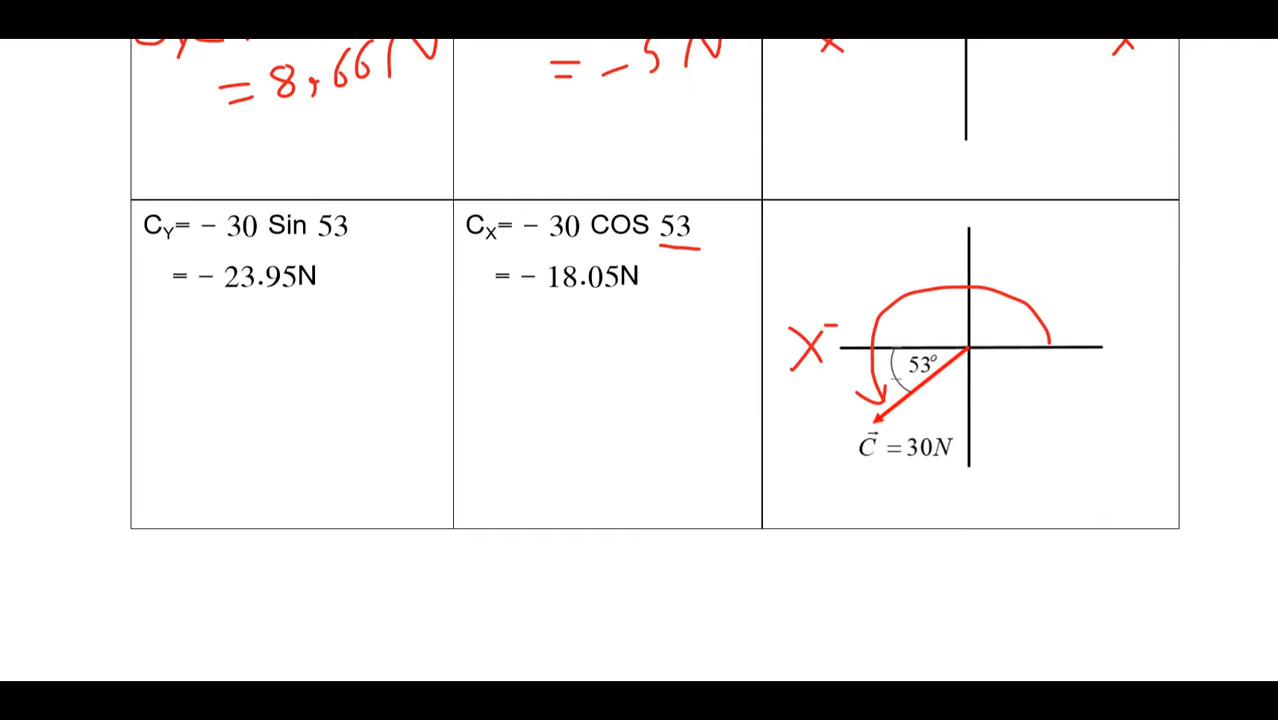 = 8,66 N
= - 5 N
x
x
CY= − 30 Sin 53
= − 23.95N
CX= − 30 COS 53
= − 18.05N
X-
53°
C⃗ = 30N